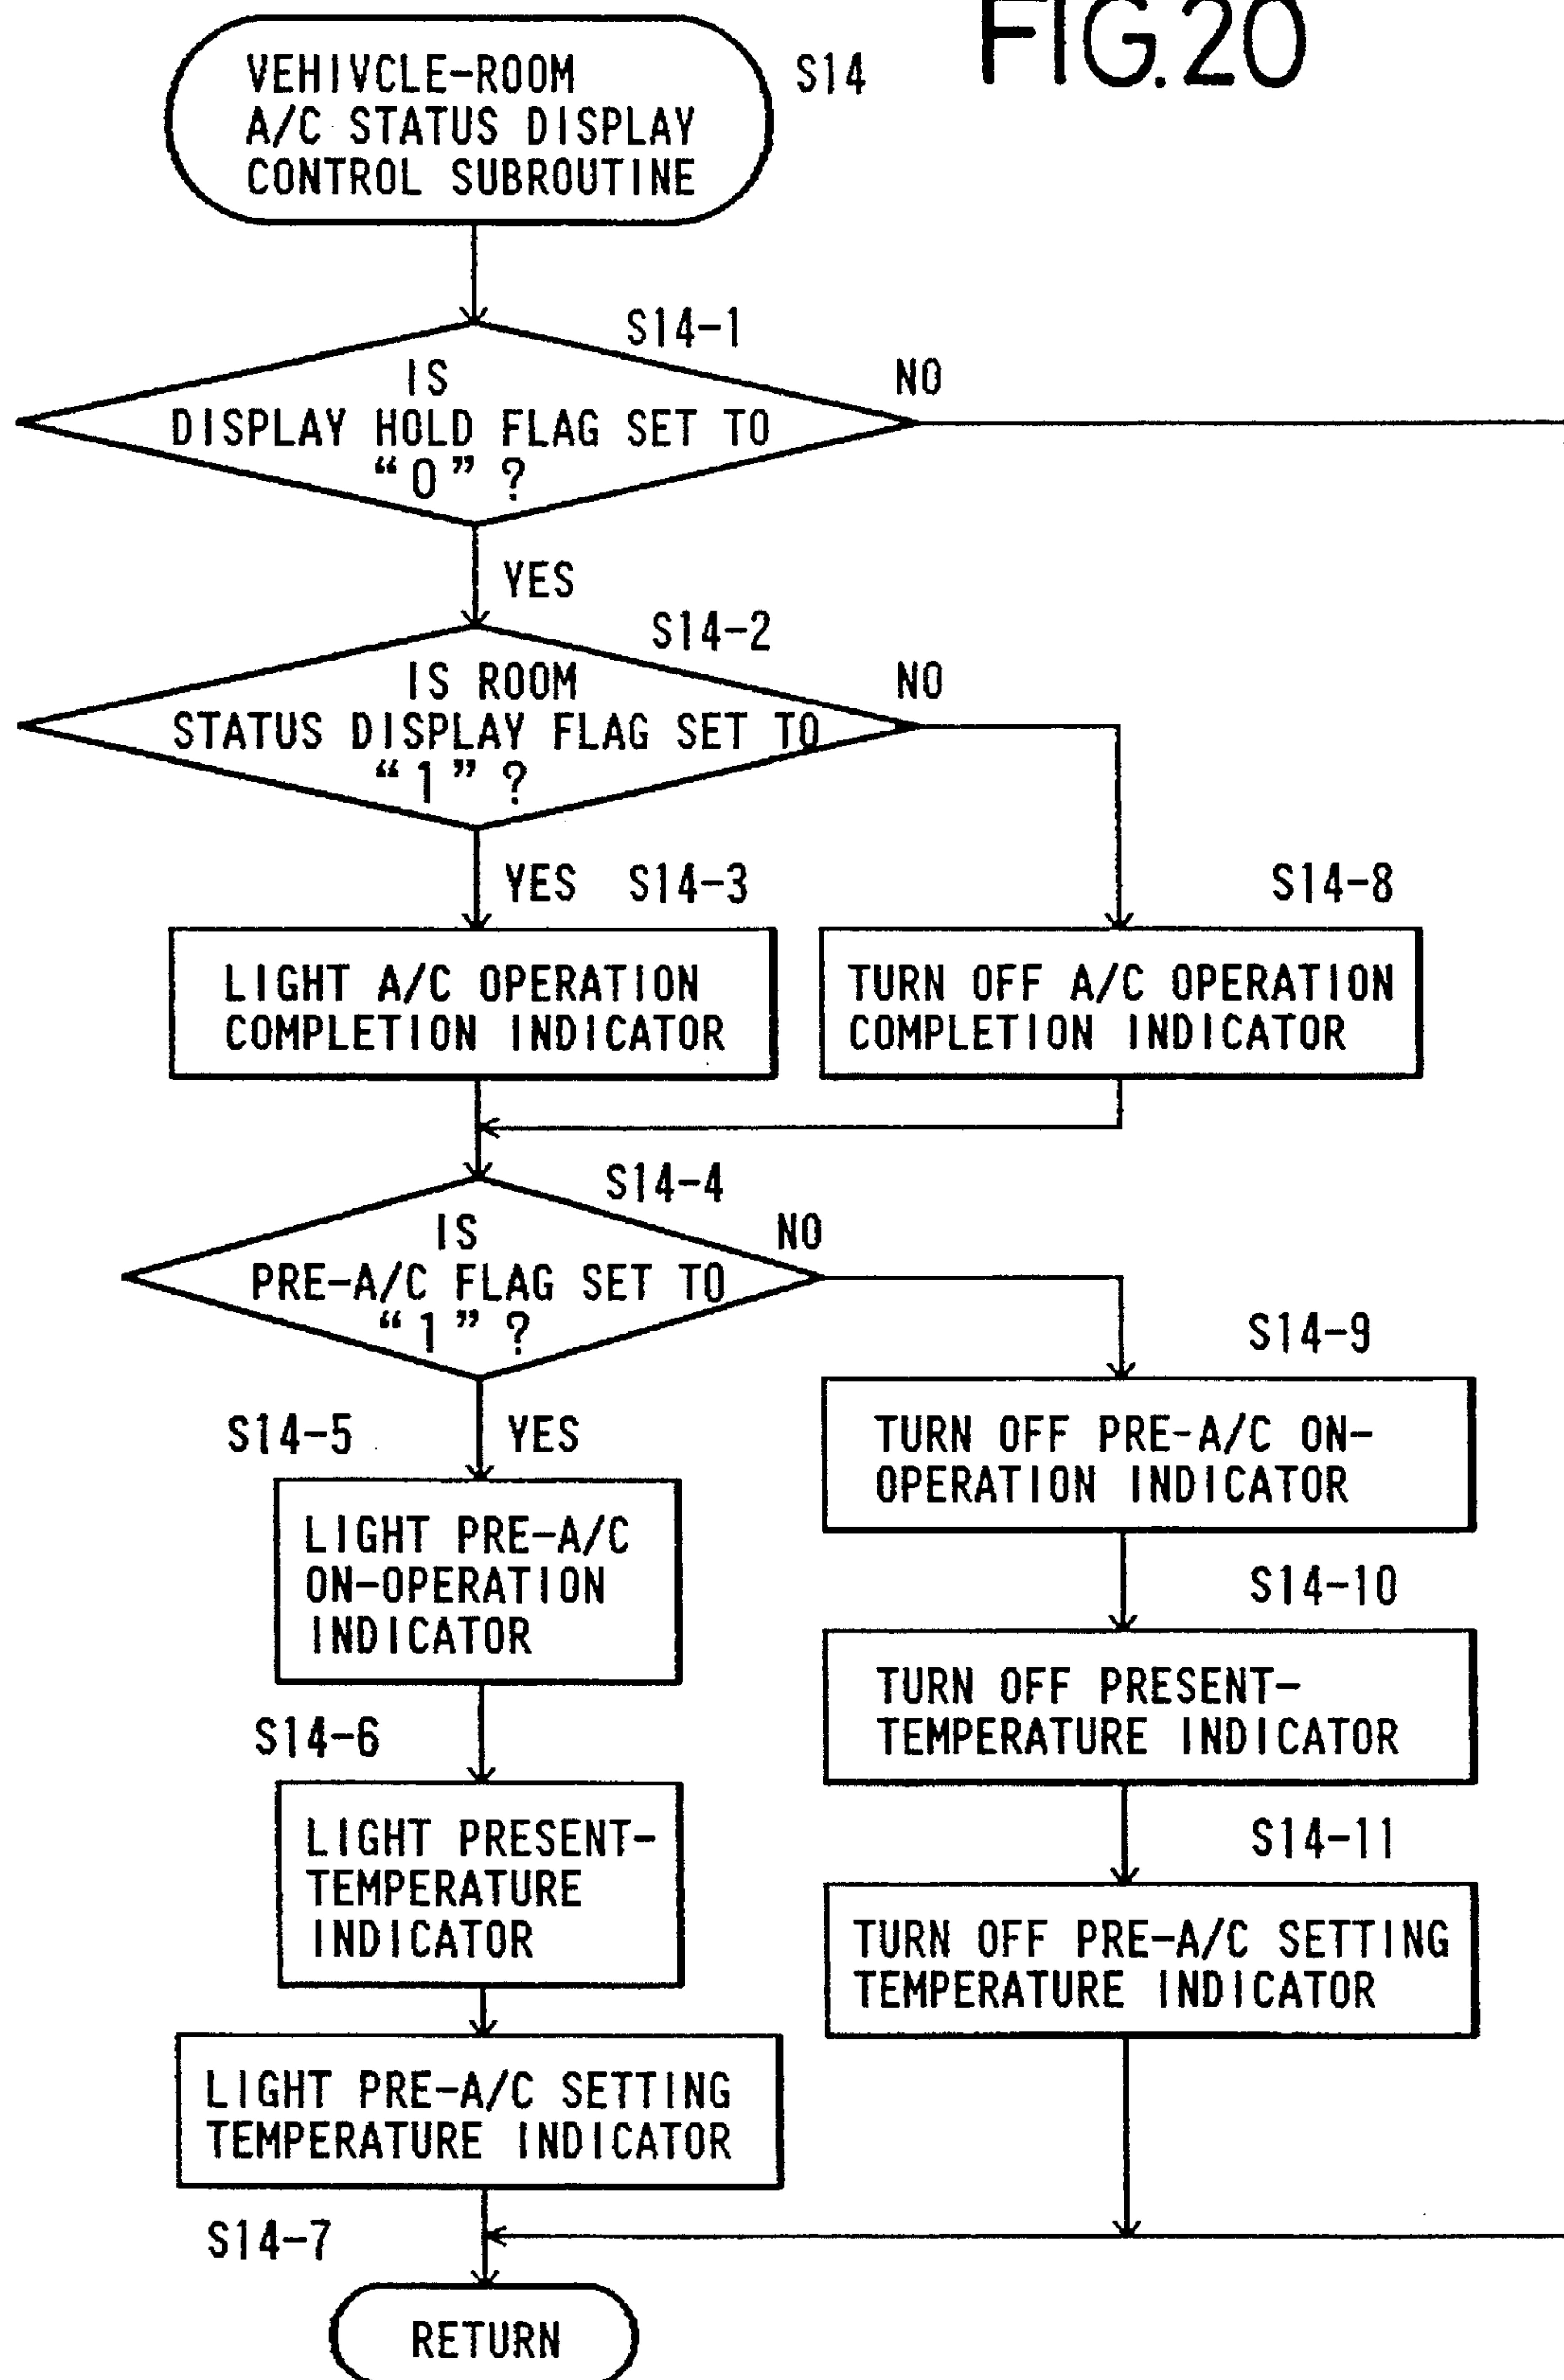 FIG.20
VEHIVCLE-ROOM
A/C STATUS DISPLAY
CONTROL SUBROUTINE
S14
S14-1
IS
DISPLAY HOLD FLAG SET TO
“0” ?
NO
YES
S14-2
IS ROOM
STATUS DISPLAY FLAG SET TO
“1” ?
NO
YES
S14-3
LIGHT A/C OPERATION
COMPLETION INDICATOR
S14-8
TURN OFF A/C OPERATION
COMPLETION INDICATOR
S14-4
IS
PRE-A/C FLAG SET TO
“1” ?
NO
YES
S14-5
LIGHT PRE-A/C
ON-OPERATION
INDICATOR
S14-9
TURN OFF PRE-A/C ON-
OPERATION INDICATOR
S14-6
LIGHT PRESENT-
TEMPERATURE
INDICATOR
S14-10
TURN OFF PRESENT-
TEMPERATURE INDICATOR
S14-11
TURN OFF PRE-A/C SETTING
TEMPERATURE INDICATOR
LIGHT PRE-A/C SETTING
TEMPERATURE INDICATOR
S14-7
RETURN